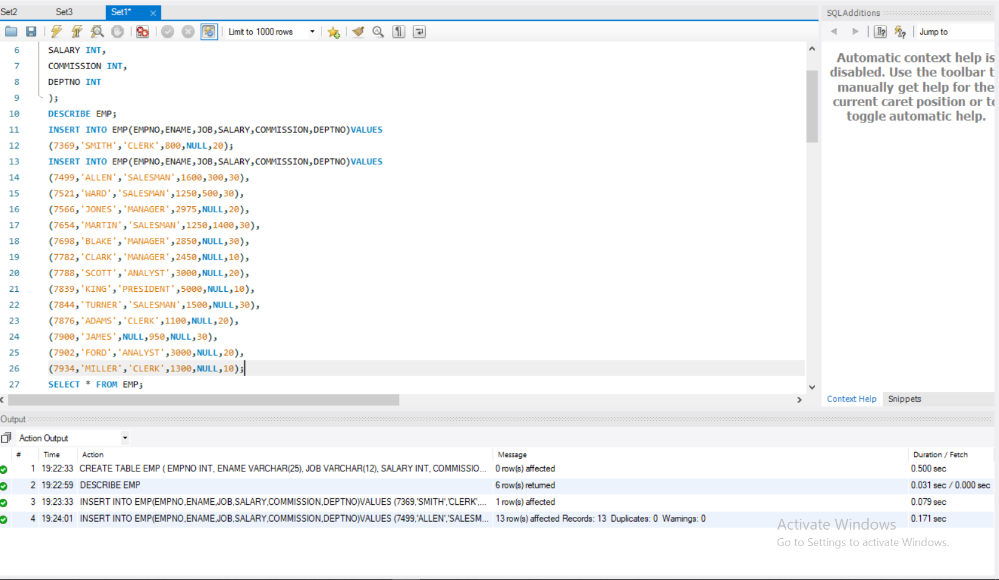 Set2 Set3 Set1*
Limit to 1000 rows
6 SALARY INT,
7 COMMISSION INT,
8 DEPTNO INT
9 );
10 DESCRIBE EMP;
11 INSERT INTO EMP(EMPNO,ENAME,JOB,SALARY,COMMISSION,DEPTNO)VALUES
12 (7369,'SMITH','CLERK',800,NULL,20);
13 INSERT INTO EMP(EMPNO,ENAME,JOB,SALARY,COMMISSION,DEPTNO)VALUES
14 (7499,'ALLEN','SALESMAN',1600,300,30),
15 (7521,'WARD','SALESMAN',1250,500,30),
16 (7566,'JONES','MANAGER',2975,NULL,20),
17 (7654,'MARTIN','SALESMAN',1250,1400,30),
18 (7698,'BLAKE','MANAGER',2850,NULL,30),
19 (7782,'CLARK','MANAGER',2450,NULL,10),
20 (7788,'SCOTT','ANALYST',3000,NULL,20),
21 (7839,'KING','PRESIDENT',5000,NULL,10),
22 (7844,'TURNER','SALESMAN',1500,NULL,30),
23 (7876,'ADAMS','CLERK',1100,NULL,20),
24 (7900,'JAMES',NULL,950,NULL,30),
25 (7902,'FORD','ANALYST',3000,NULL,20),
26 (7934,'MILLER','CLERK',1300,NULL,10);
27 SELECT * FROM EMP;
SQLAdditions
Jump to
Automatic context help is
disabled. Use the toolbar t
manually get help for the
current caret position or to
toggle automatic help.
Context Help Snippets
Output
Action Output
# Time Action Message Duration / Fetch
1 19:22:33 CREATE TABLE EMP ( EMPNO INT, ENAME VARCHAR(25), JOB VARCHAR(12), SALARY INT, COMMISSIO... 0 row(s) affected 0.500 sec
2 19:22:59 DESCRIBE EMP 6 row(s) returned 0.031 sec / 0.000 sec
3 19:23:33 INSERT INTO EMP(EMPNO,ENAME,JOB,SALARY,COMMISSION,DEPTNO)VALUES (7369,'SMITH','CLERK',... 1 row(s) affected 0.079 sec
4 19:24:01 INSERT INTO EMP(EMPNO,ENAME,JOB,SALARY,COMMISSION,DEPTNO)VALUES (7499,'ALLEN','SALESM... 13 row(s) affected Records: 13 Duplicates: 0 Warnings: 0 0.171 sec
Activate Windows
Go to Settings to activate Windows.